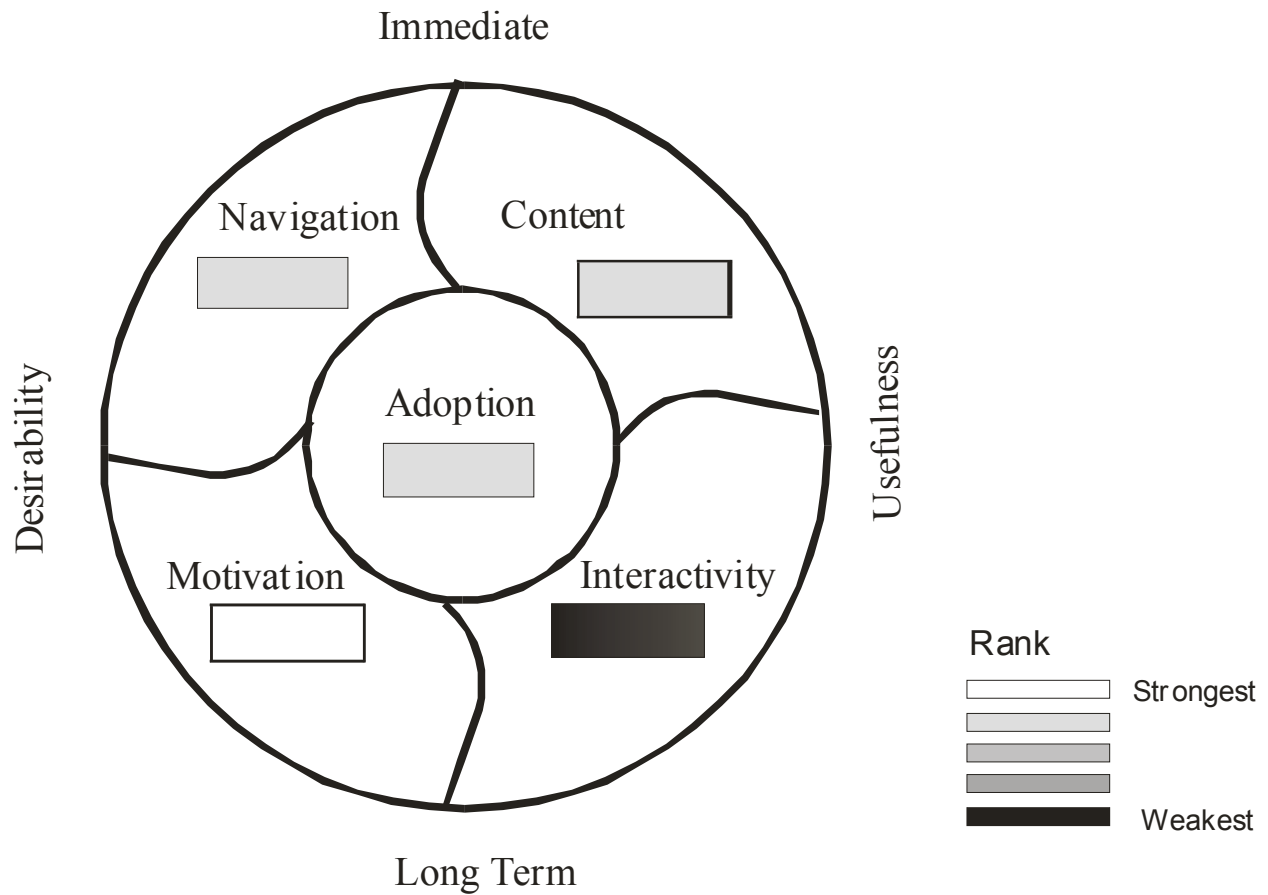 Immediate
Navigation
Content
Desirability
Adoption
Usefulness
Motivation
Interactivity
Rank
Strongest
Weakest
Long Term